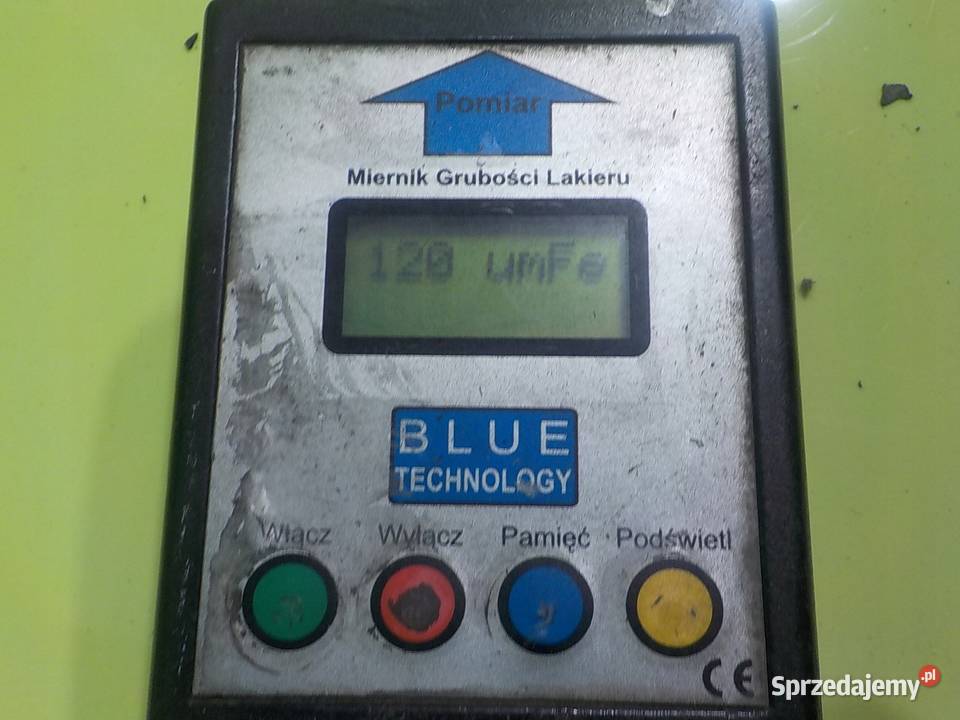 Pomiar
Miernik Grubości Lakieru
120 umFe
BLUE
TECHNOLOGY
Włącz Wyłącz Pamięć Podświetl
CE
Sprzedajemy.pl